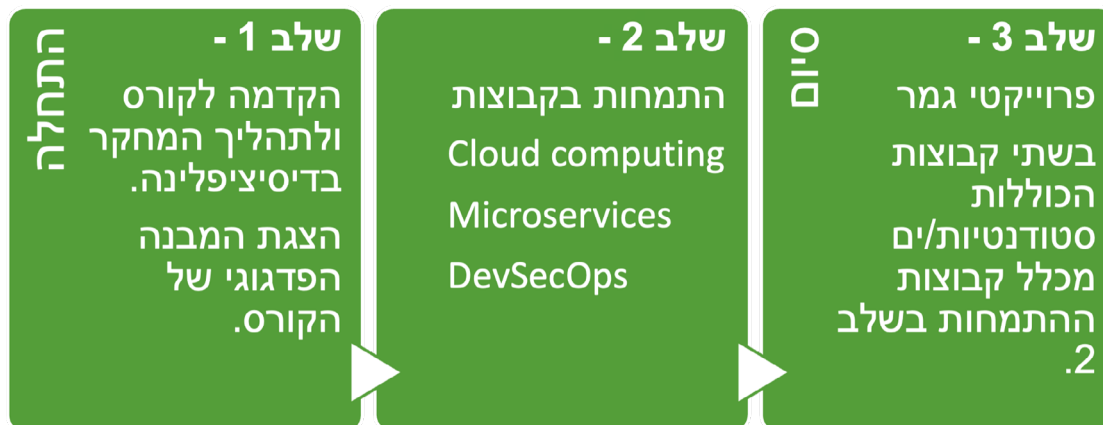 התחלה
שלב 1 -
הקדמה לקורס
ולתהליך המחקר
בדיסיציפלינה.
הצגת המבנה
הפדגוגי של
הקורס.
שלב 2 -
התמחות בקבוצות
Cloud computing
Microservices
DevSecOps
סיום
שלב 3 -
פרוייקטי גמר
בשתי קבוצות
הכוללות
סטודנטיות/ים
מכלל קבוצות
ההתמחות בשלב
2.